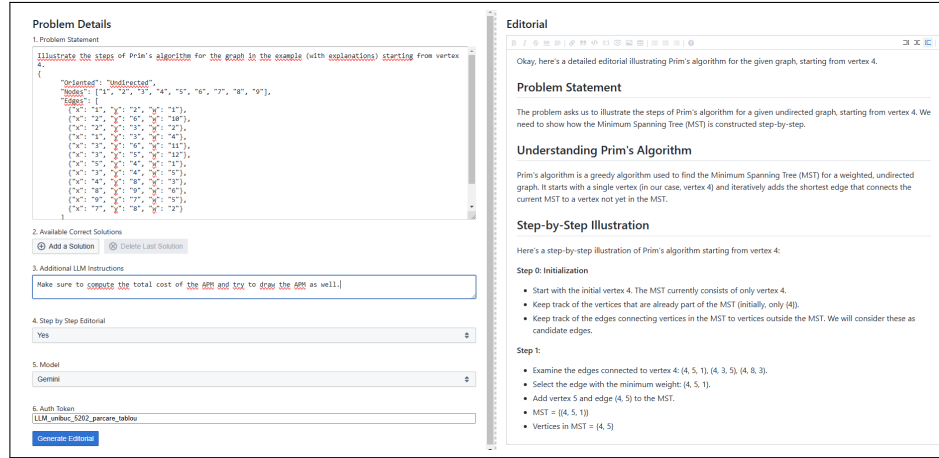 Problem Details
1. Problem Statement
Illustrate the steps of Prim's algorithm for the graph in the example (with explanations) starting from vertex
4.
{
"Oriented": "Undirected",
"Nodes": ["1", "2", "3", "4", "5", "6", "7", "8", "9"],
"Edges": [
{"x": "1", "y": "2", "w": "1"},
{"x": "2", "y": "6", "w": "10"},
{"x": "2", "y": "3", "w": "2"},
{"x": "1", "y": "3", "w": "4"},
{"x": "3", "y": "6", "w": "11"},
{"x": "3", "y": "5", "w": "12"},
{"x": "5", "y": "4", "w": "1"},
{"x": "3", "y": "4", "w": "5"},
{"x": "4", "y": "8", "w": "3"},
{"x": "8", "y": "9", "w": "6"},
{"x": "9", "y": "7", "w": "5"},
{"x": "7", "y": "8", "w": "2"}
]
2. Available Correct Solutions
Add a Solution
Delete Last Solution
3. Additional LLM Instructions
Make sure to compute the total cost of the APM and try to draw the APM as well.
4. Step by Step Editorial
Yes
5. Model
Gemini
6. Auth Token
LLM_unibuc_5202_parcare_tablou
Generate Editorial
Editorial
Okay, here's a detailed editorial illustrating Prim's algorithm for the given graph, starting from vertex 4.
Problem Statement
The problem asks us to illustrate the steps of Prim's algorithm for a given undirected graph, starting from vertex 4. We
need to show how the Minimum Spanning Tree (MST) is constructed step-by-step.
Understanding Prim's Algorithm
Prim's algorithm is a greedy algorithm used to find the Minimum Spanning Tree (MST) for a weighted, undirected
graph. It starts with a single vertex (in our case, vertex 4) and iteratively adds the shortest edge that connects the
current MST to a vertex not yet in the MST.
Step-by-Step Illustration
Here's a step-by-step illustration of Prim's algorithm starting from vertex 4:
Step 0: Initialization
• Start with the initial vertex 4. The MST currently consists of only vertex 4.
• Keep track of the vertices that are already part of the MST (initially, only {4}).
• Keep track of the edges connecting vertices in the MST to vertices outside the MST. We will consider these as
candidate edges.
Step 1:
• Examine the edges connected to vertex 4: (4, 5, 1), (4, 3, 5), (4, 8, 3).
• Select the edge with the minimum weight: (4, 5, 1).
• Add vertex 5 and edge (4, 5) to the MST.
• MST = {(4, 5, 1)}
• Vertices in MST = {4, 5}